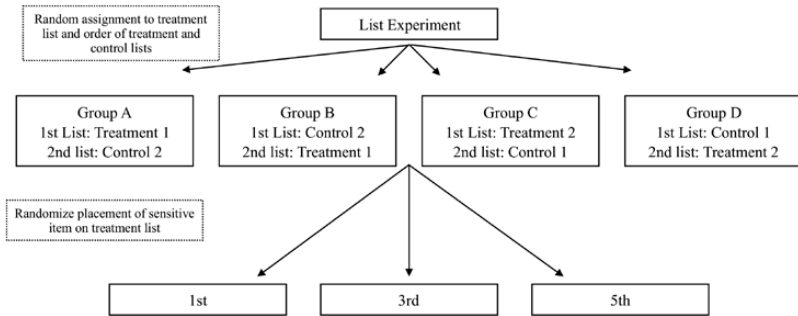 Random assignment to treatment
list and order of treatment and
control lists
List Experiment
Group A
1st List: Treatment 1
2nd list: Control 2
Group B
1st List: Control 2
2nd list: Treatment 1
Group C
1st List: Treatment 2
2nd list: Control 1
Group D
1st List: Control 1
2nd list: Treatment 2
Randomize placement of sensitive
item on treatment list
1st
3rd
5th